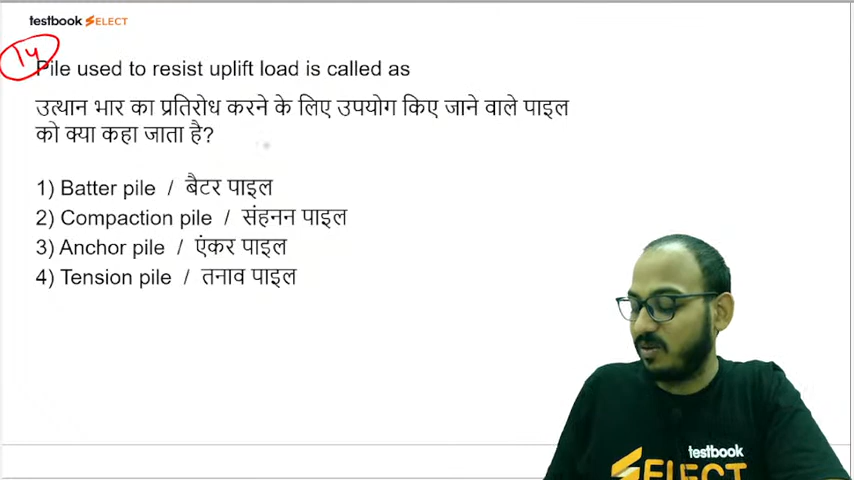 testbook SELECT
14
Pile used to resist uplift load is called as
उत्थान भार का प्रतिरोध करने के लिए उपयोग किए जाने वाले पाइल
को क्या कहा जाता है?
1) Batter pile / बैटर पाइल
2) Compaction pile / संहनन पाइल
3) Anchor pile / एंकर पाइल
4) Tension pile / तनाव पाइल
testbook
SELECT